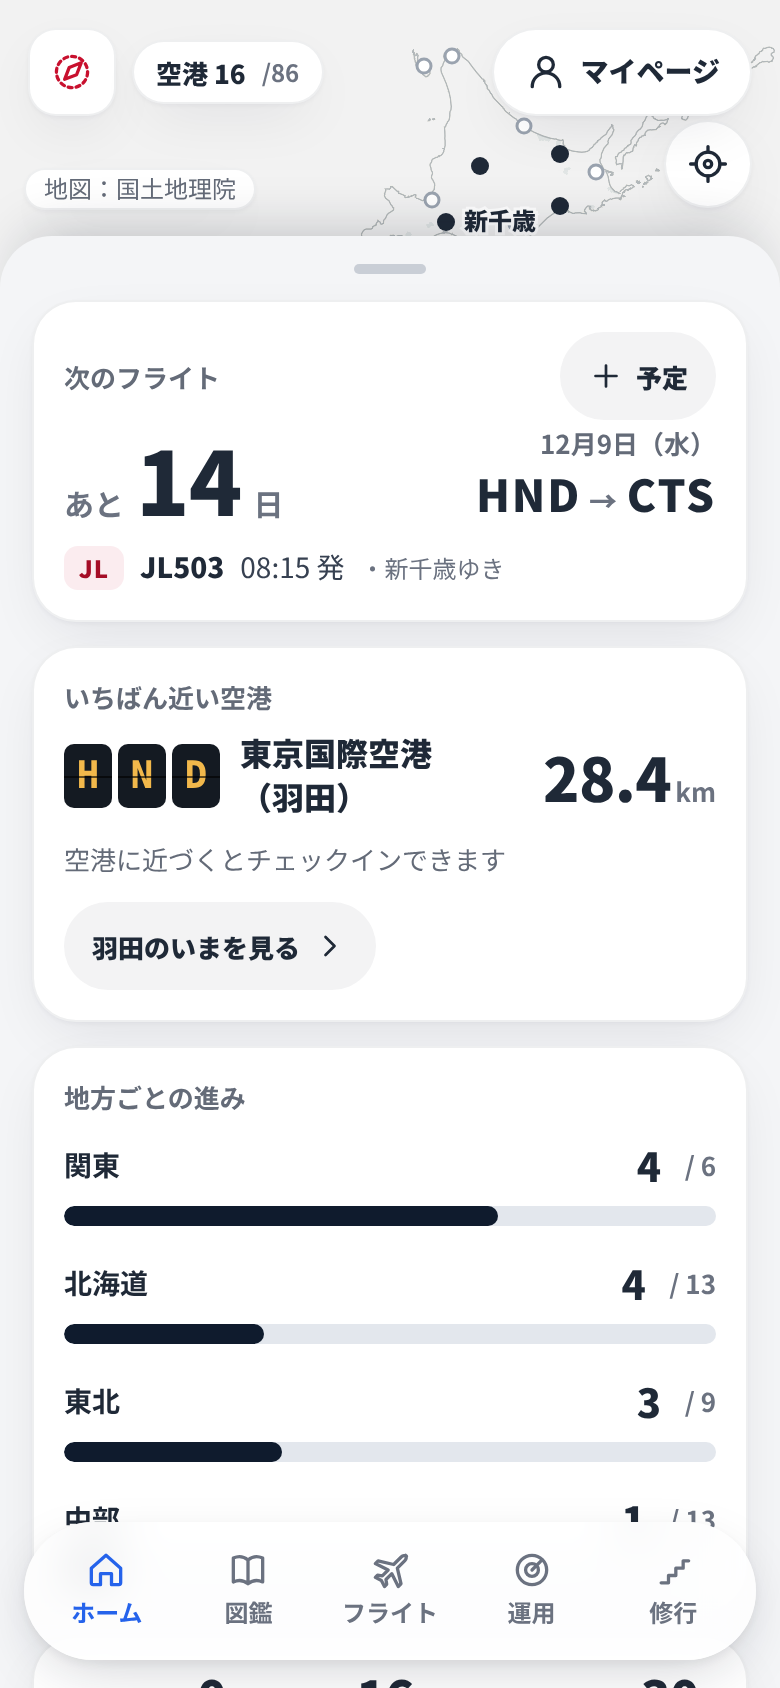 空港 16 /86
マイページ
地図：国土地理院
新千歳
次のフライト
＋ 予定
12月9日（水）
あと 14 日
HND → CTS
JL JL503 08:15 発 ・新千歳ゆき
いちばん近い空港
HND
東京国際空港
（羽田）
28.4 km
空港に近づくとチェックインできます
羽田のいまを見る
地方ごとの進み
関東 4 / 6
北海道 4 / 13
東北 3 / 9
中部 1 / 13
ホーム 図鑑 フライト 運用 修行